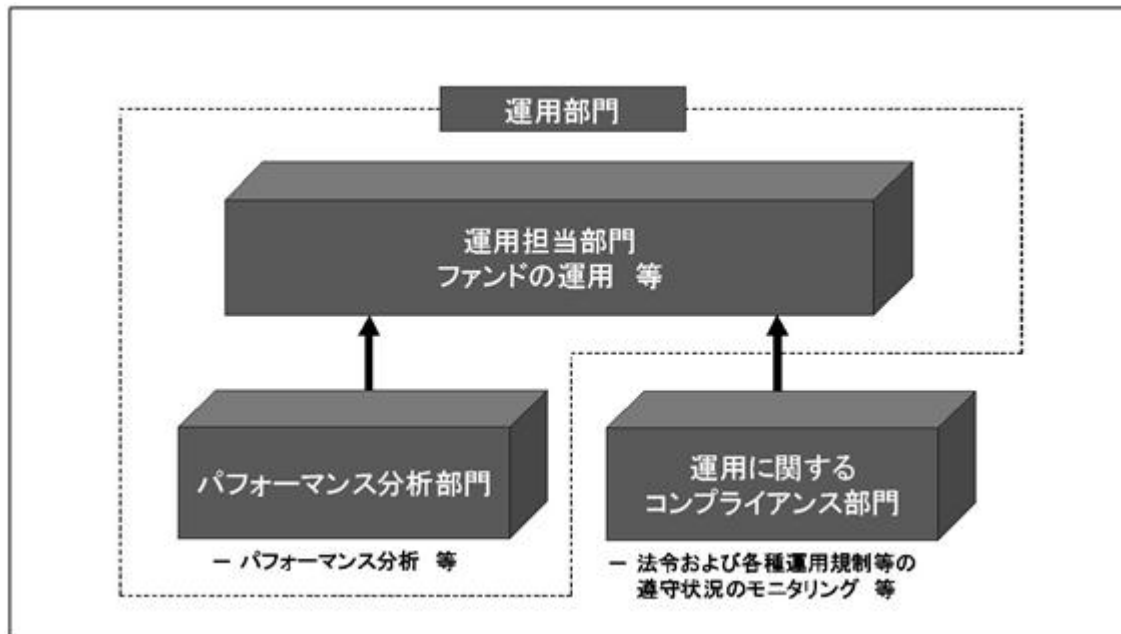 運用部門
運用担当部門
ファンドの運用 等
パフォーマンス分析部門
－ パフォーマンス分析 等
運用に関する
コンプライアンス部門
－ 法令および各種運用規制等の
遵守状況のモニタリング 等